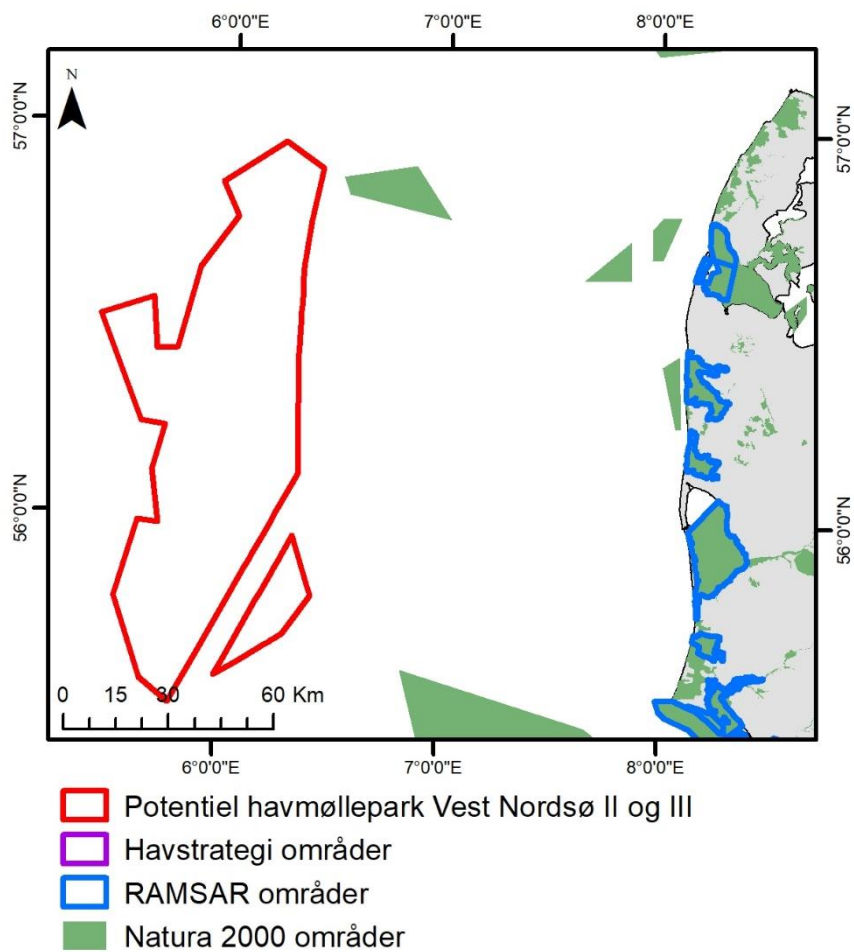 6°0'0"E 7°0'0"E 8°0'0"E
N
57°0'0"N 57°0'0"N
56°0'0"N 56°0'0"N
0 15 30 60 Km
6°0'0"E 7°0'0"E 8°0'0"E
Potentiel havmøllepark Vest Nordsø II og III
Havstrategi områder
RAMSAR områder
Natura 2000 områder